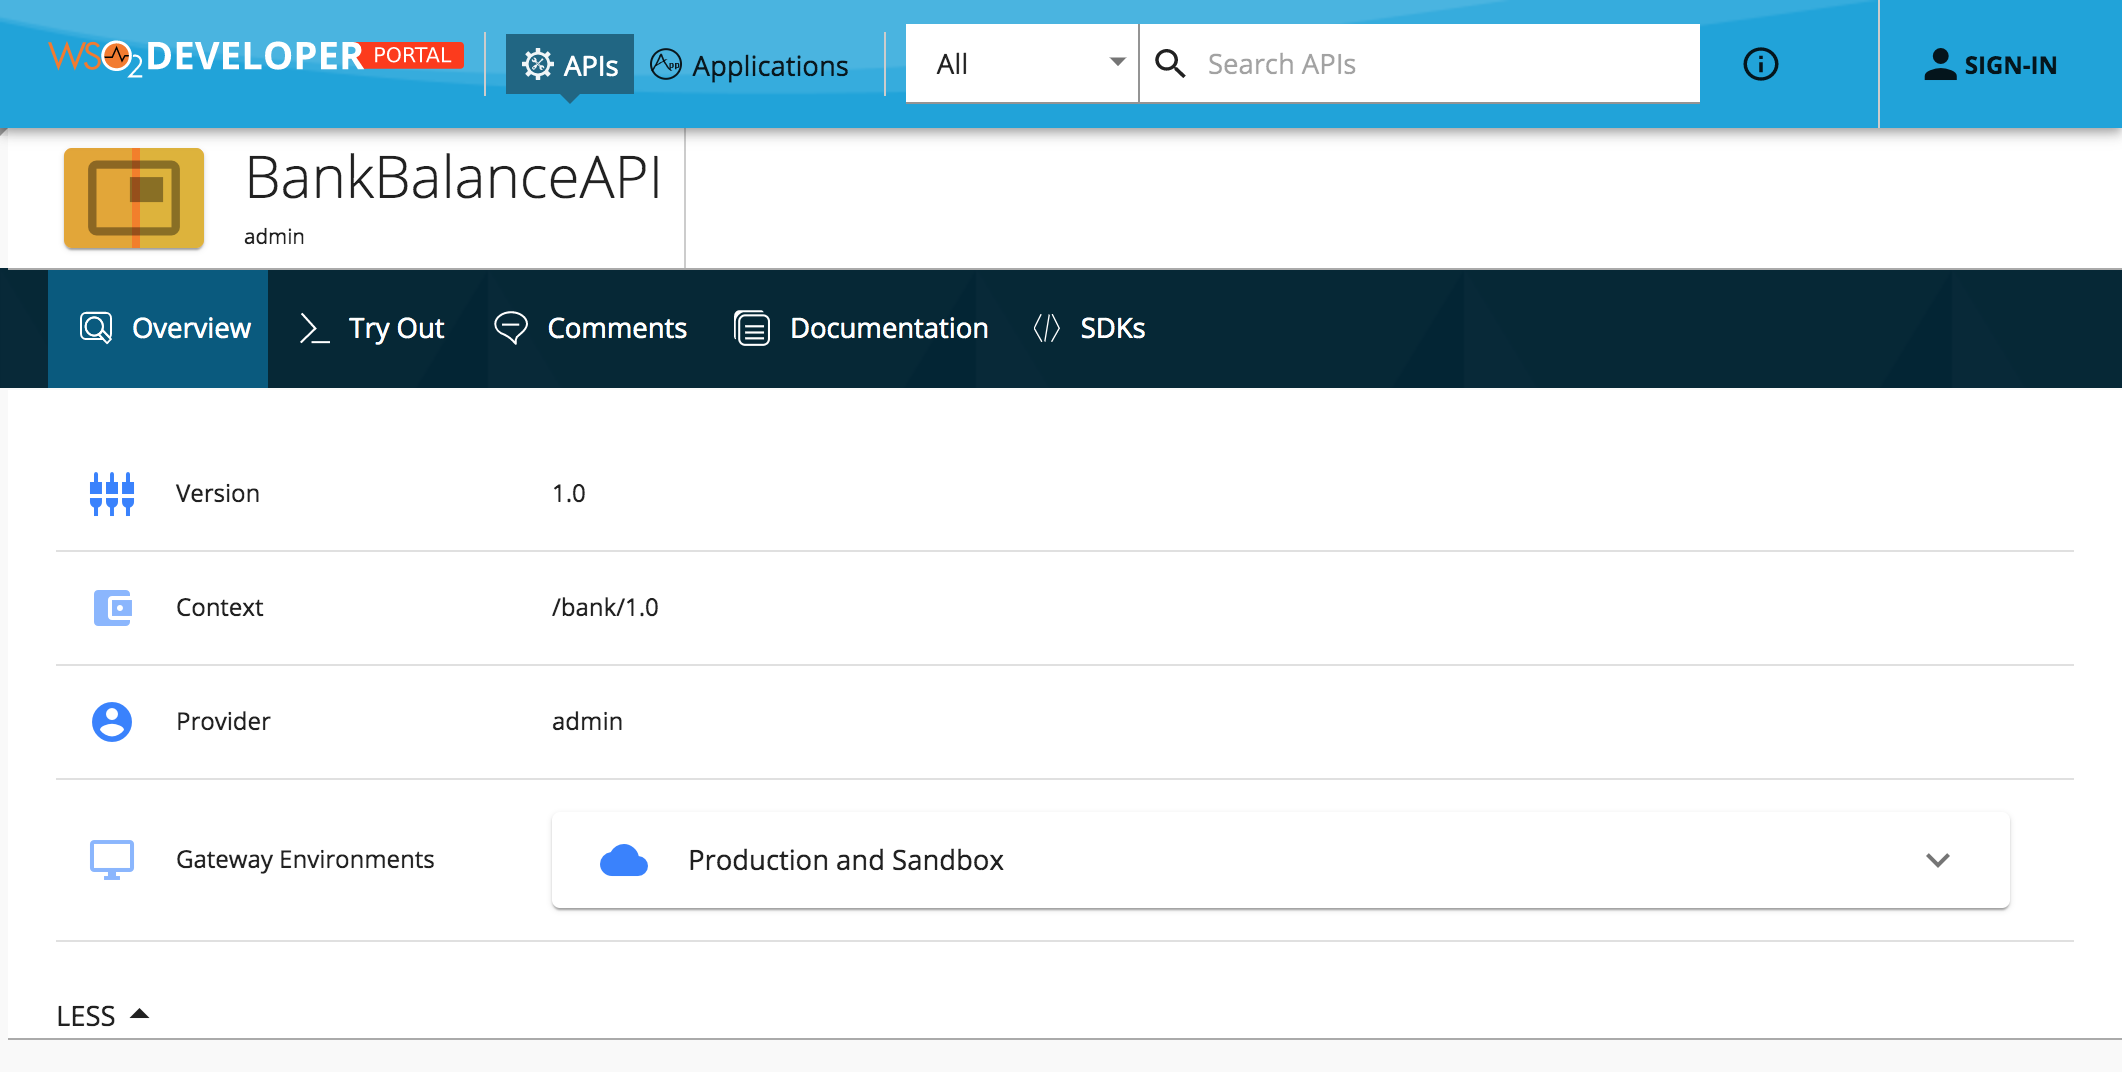 WSO2 DEVELOPER PORTAL
APIs
Applications
All
Search APIs
SIGN-IN
BankBalanceAPI
admin
Overview
Try Out
Comments
Documentation
SDKs
Version 1.0
Context /bank/1.0
Provider admin
Gateway Environments Production and Sandbox
LESS